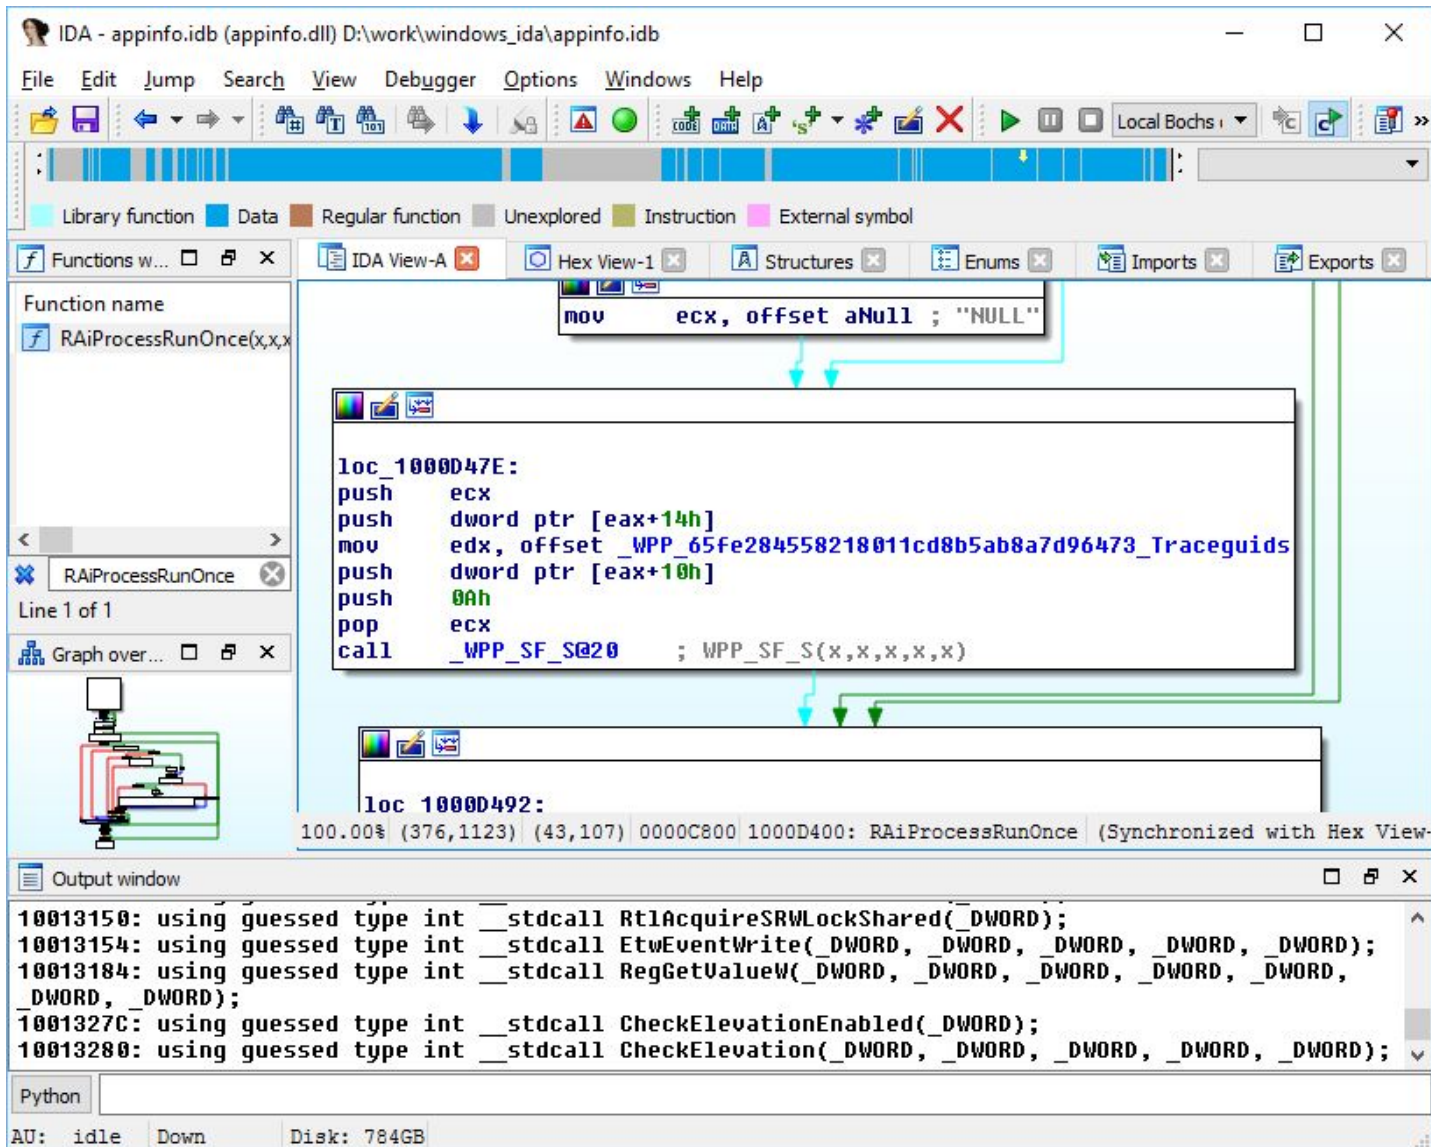 IDA - appinfo.idb (appinfo.dll) D:\work\windows_ida\appinfo.idb
File Edit Jump Search View Debugger Options Windows Help
Local Bochs
Library function Data Regular function Unexplored Instruction External symbol
Functions w... IDA View-A Hex View-1 Structures Enums Imports Exports
Function name
RAiProcessRunOnce(x,x,x
mov ecx, offset aNull ; "NULL"
loc_1000D47E:
push ecx
push dword ptr [eax+14h]
mov edx, offset _WPP_65fe284558218011cd8b5ab8a7d96473_Traceguids
push dword ptr [eax+10h]
push 0Ah
pop ecx
call _WPP_SF_S@20 ; WPP_SF_S(x,x,x,x,x)
RAiProcessRunOnce
Line 1 of 1
Graph over...
loc_1000D492:
100.00% (376,1123) (43,107) 0000C800 1000D400: RAiProcessRunOnce (Synchronized with Hex View-
Output window
10013150: using guessed type int __stdcall RtlAcquireSRWLockShared(_DWORD);
10013154: using guessed type int __stdcall EtwEventWrite(_DWORD, _DWORD, _DWORD, _DWORD, _DWORD);
10013184: using guessed type int __stdcall RegGetValueW(_DWORD, _DWORD, _DWORD, _DWORD, _DWORD,
_DWORD, _DWORD);
1001327C: using guessed type int __stdcall CheckElevationEnabled(_DWORD);
10013280: using guessed type int __stdcall CheckElevation(_DWORD, _DWORD, _DWORD, _DWORD, _DWORD);
Python
AU: idle Down Disk: 784GB